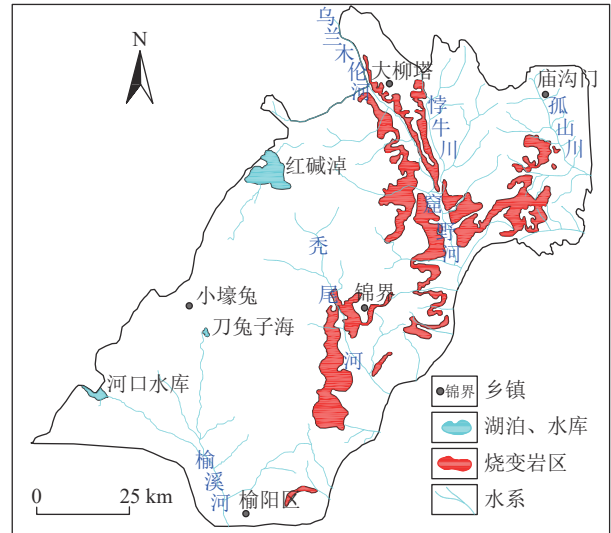 N
乌兰木伦河
大柳塔
悖牛川
庙沟门
孤山川
红碱淖
窟野河
秃尾河
小壕兔
锦界
刀兔子海
河口水库
榆溪河
榆阳区
0 25 km
锦界 乡镇
湖泊、水库
烧变岩区
水系